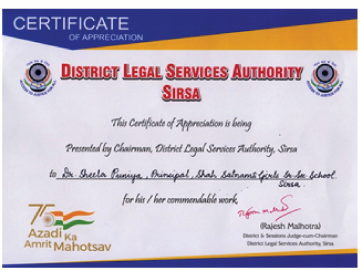 CERTIFICATE
OF APPRECIATION
DISTRICT LEGAL SERVICES AUTHORITY
SIRSA
This Certificate of Appreciation is being
Presented by Chairman, District Legal Services Authority, Sirsa
to Dr. Sheela Puniya, Principal, Shah Satnamji Girls Sr. Sec. School
Sirsa.
for his / her commendable work
(Rajesh Malhotra)
District & Sessions Judge-cum-Chairman
District Legal Services Authority, Sirsa
75
Azadi Ka
Amrit Mahotsav